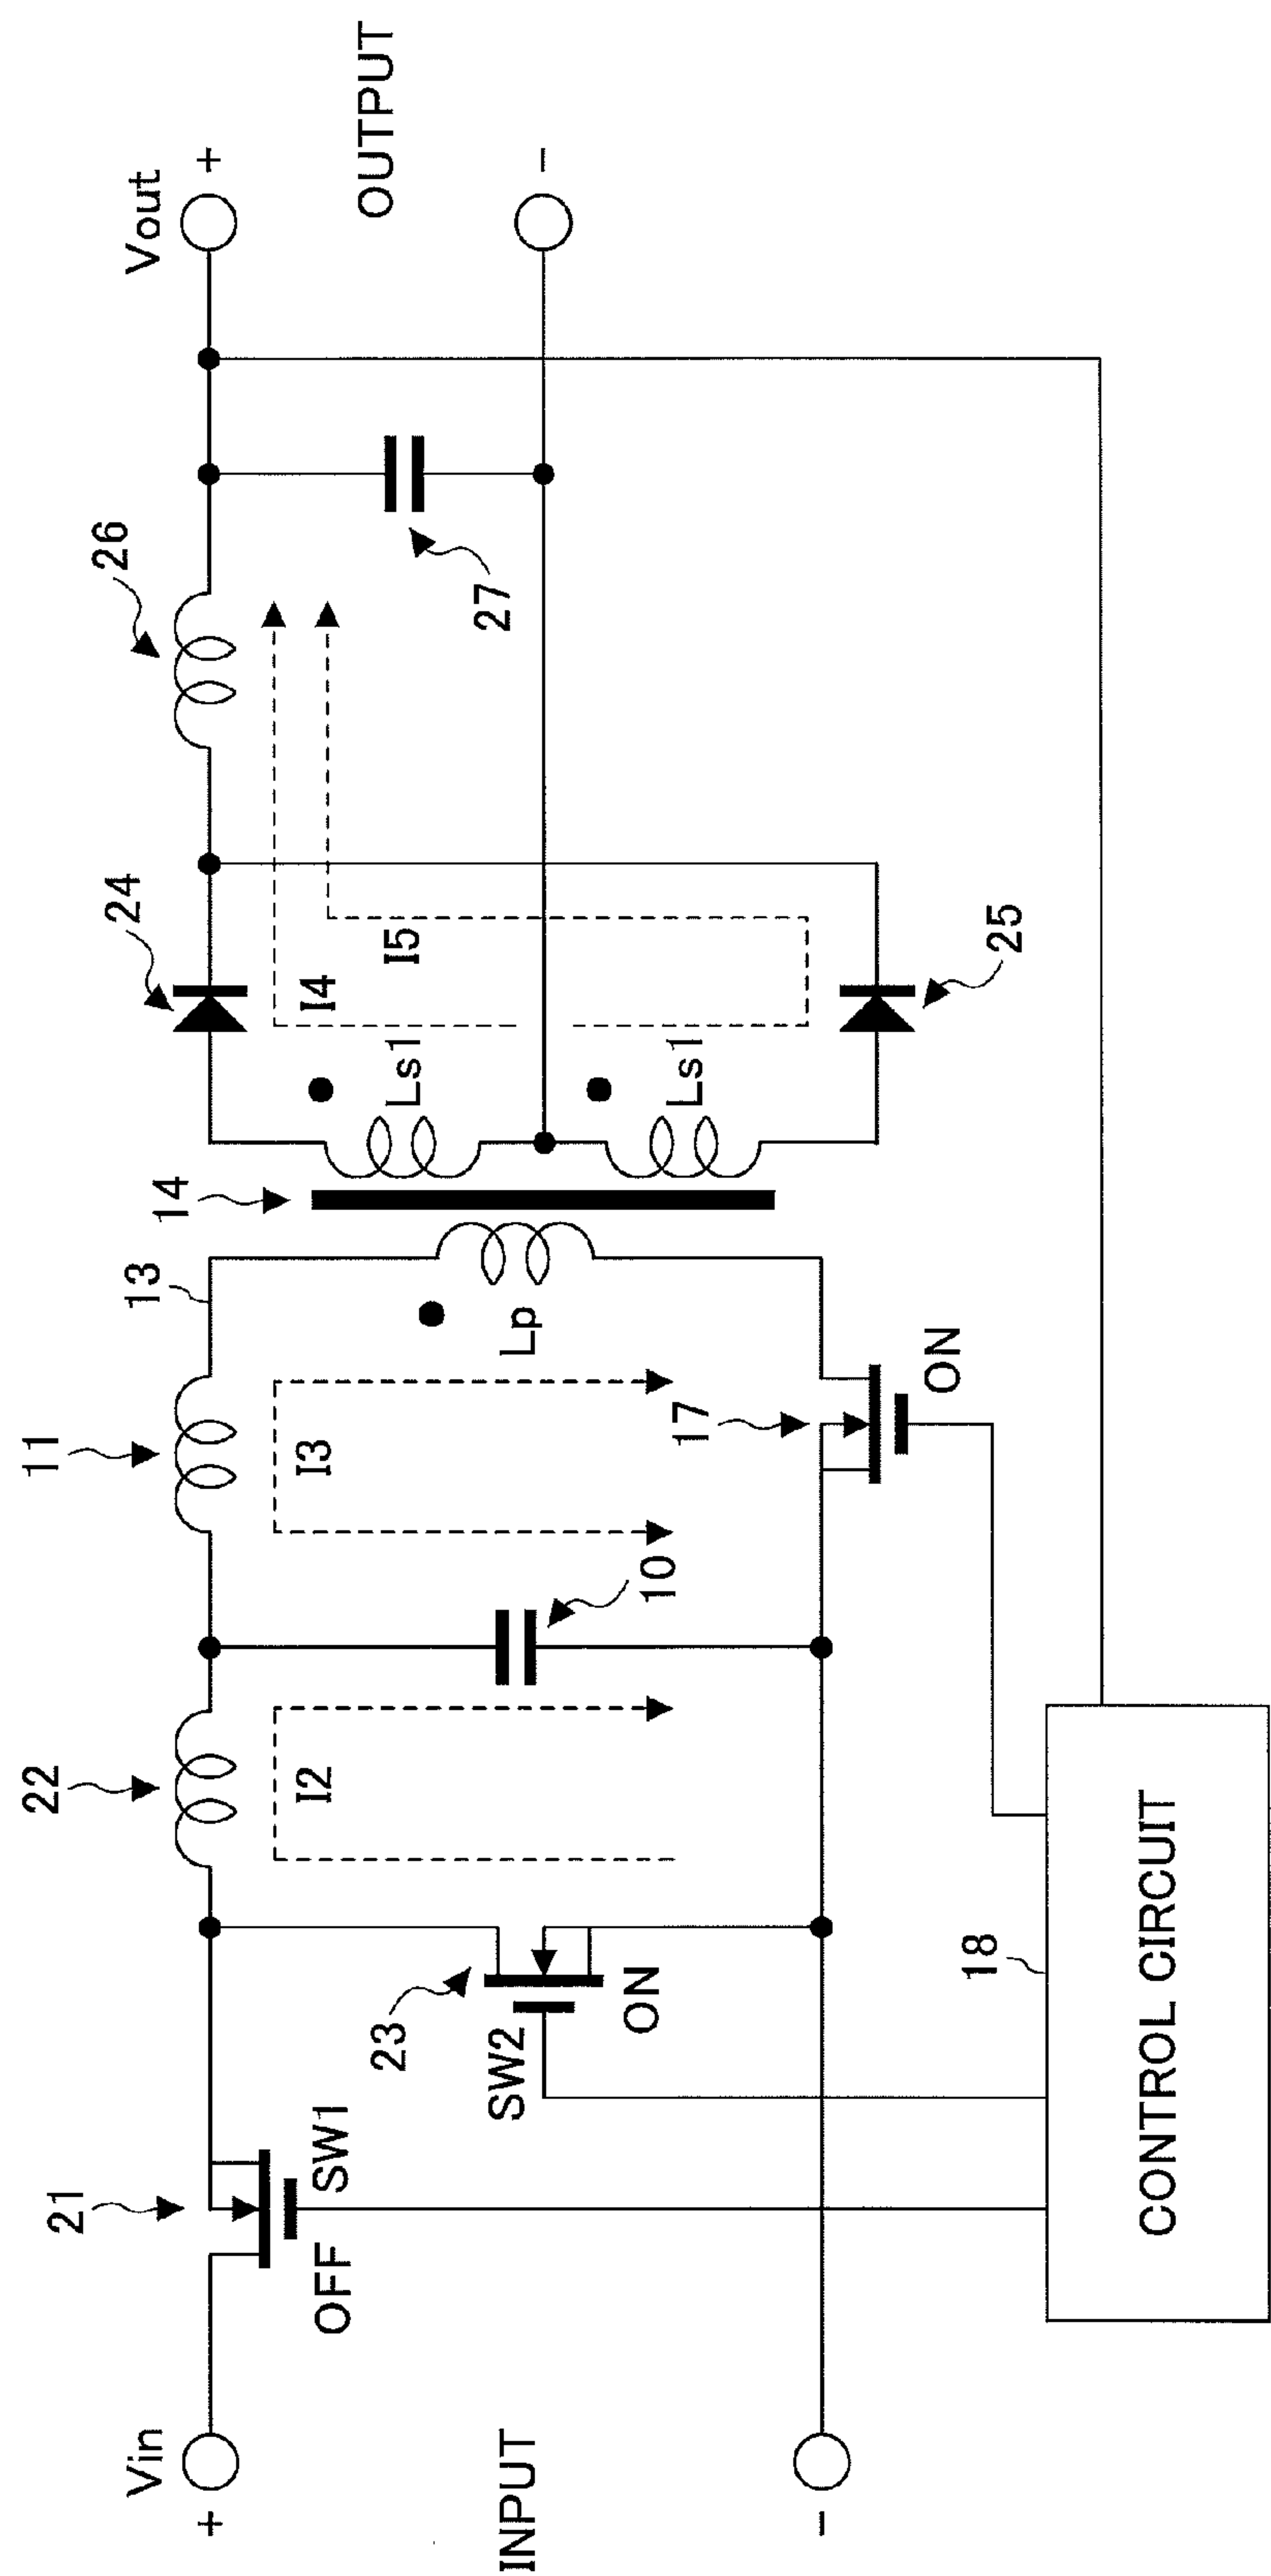 21
22
11
13
14
24
26
Vin
+
Vout
+
OFF
SW1
I2
I3
I4
INPUT
23
SW2
ON
10
Lp
Ls1
I5
27
OUTPUT
-
17
Ls1
-
ON
25
18
CONTROL CIRCUIT